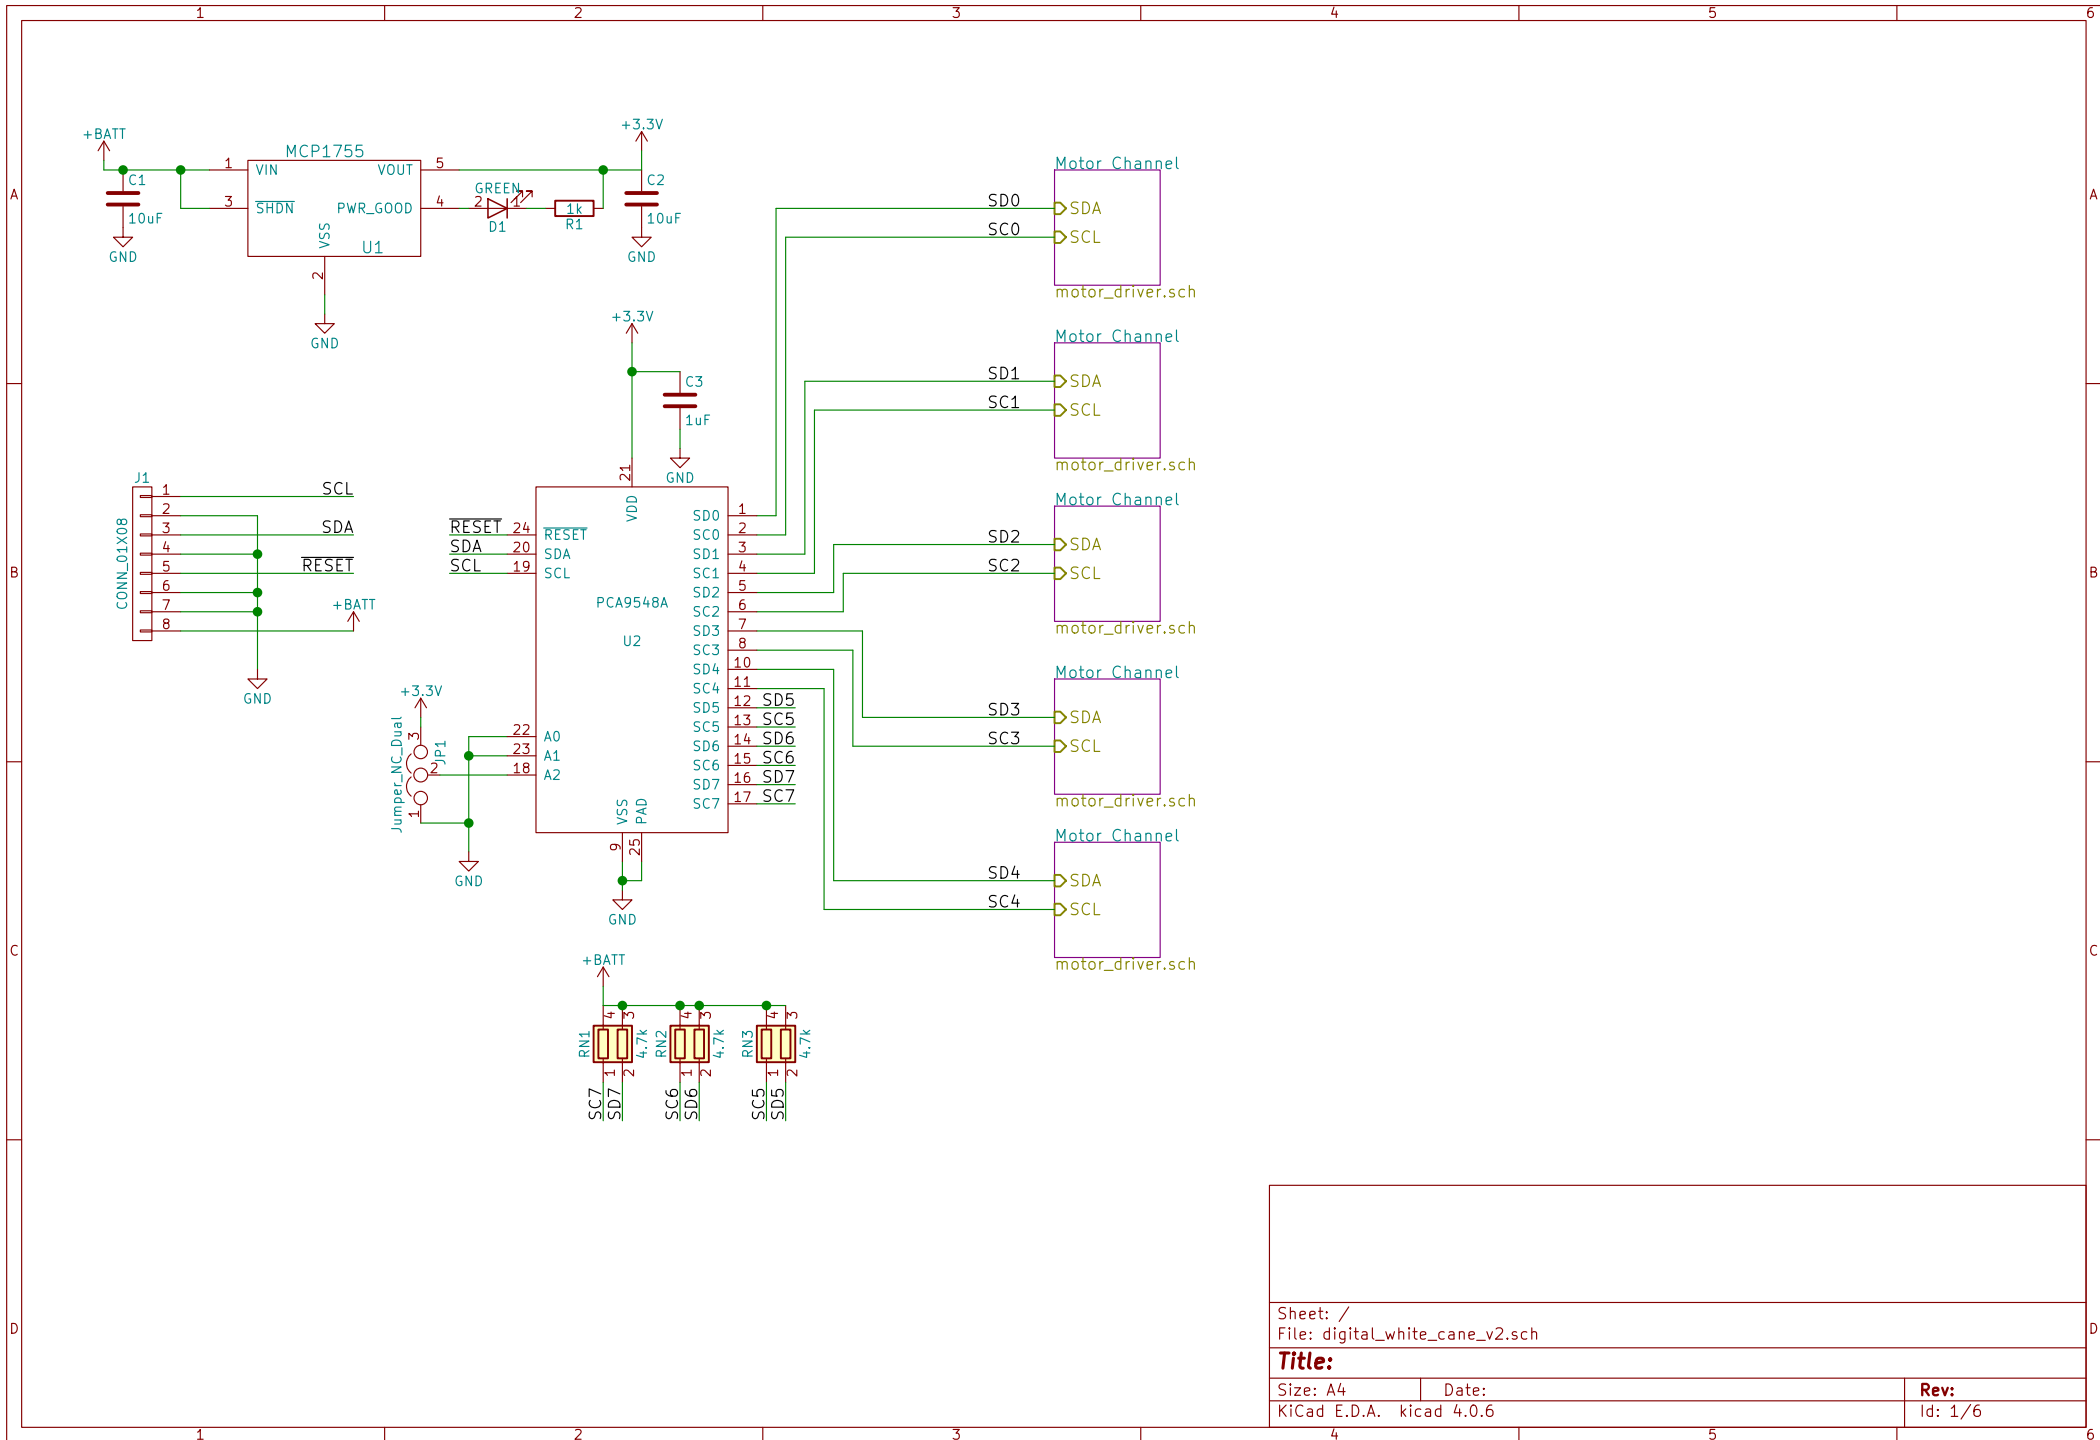 1 2 3 4 5 6
A A
B B
C C
D D
+BATT
C1
10uF
GND
MCP1755
1 VIN
3 SHDN
VOUT 5
PWR_GOOD 4
VSS
2
U1
GND
GREEN
2 1
D1
1k
R1
+3.3V
C2
10uF
GND
+3.3V
C3
1uF
GND
J1
CONN_01X08
1 SCL
2
3 SDA
4
5 RESET
6
7
8
+BATT
GND
RESET 24 RESET
SDA 20 SDA
SCL 19 SCL
21
VDD
PCA9548A
U2
22 A0
23 A1
18 A2
VSS
PAD
9
25
GND
SD0 1
SC0 2
SD1 3
SC1 4
SD2 5
SC2 6
SD3 7
SC3 8
SD4 10
SC4 11
SD5 12 SD5
SC5 13 SC5
SD6 14 SD6
SC6 15 SC6
SD7 16 SD7
SC7 17 SC7
+3.3V
Jumper_NC_Dual
JP1
3
2
1
GND
Motor Channel
SD0 SDA
SC0 SCL
motor_driver.sch
Motor Channel
SD1 SDA
SC1 SCL
motor_driver.sch
Motor Channel
SD2 SDA
SC2 SCL
motor_driver.sch
Motor Channel
SD3 SDA
SC3 SCL
motor_driver.sch
Motor Channel
SD4 SDA
SC4 SCL
motor_driver.sch
+BATT
RN1 4 3 4.7k
1 2
SC7 SD7
RN2 4 3 4.7k
1 2
SC6 SD6
RN3 4 3 4.7k
1 2
SC5 SD5
Sheet: /
File: digital_white_cane_v2.sch
Title:
Size: A4 Date: Rev:
KiCad E.D.A. kicad 4.0.6 Id: 1/6
1 2 3 4 5 6